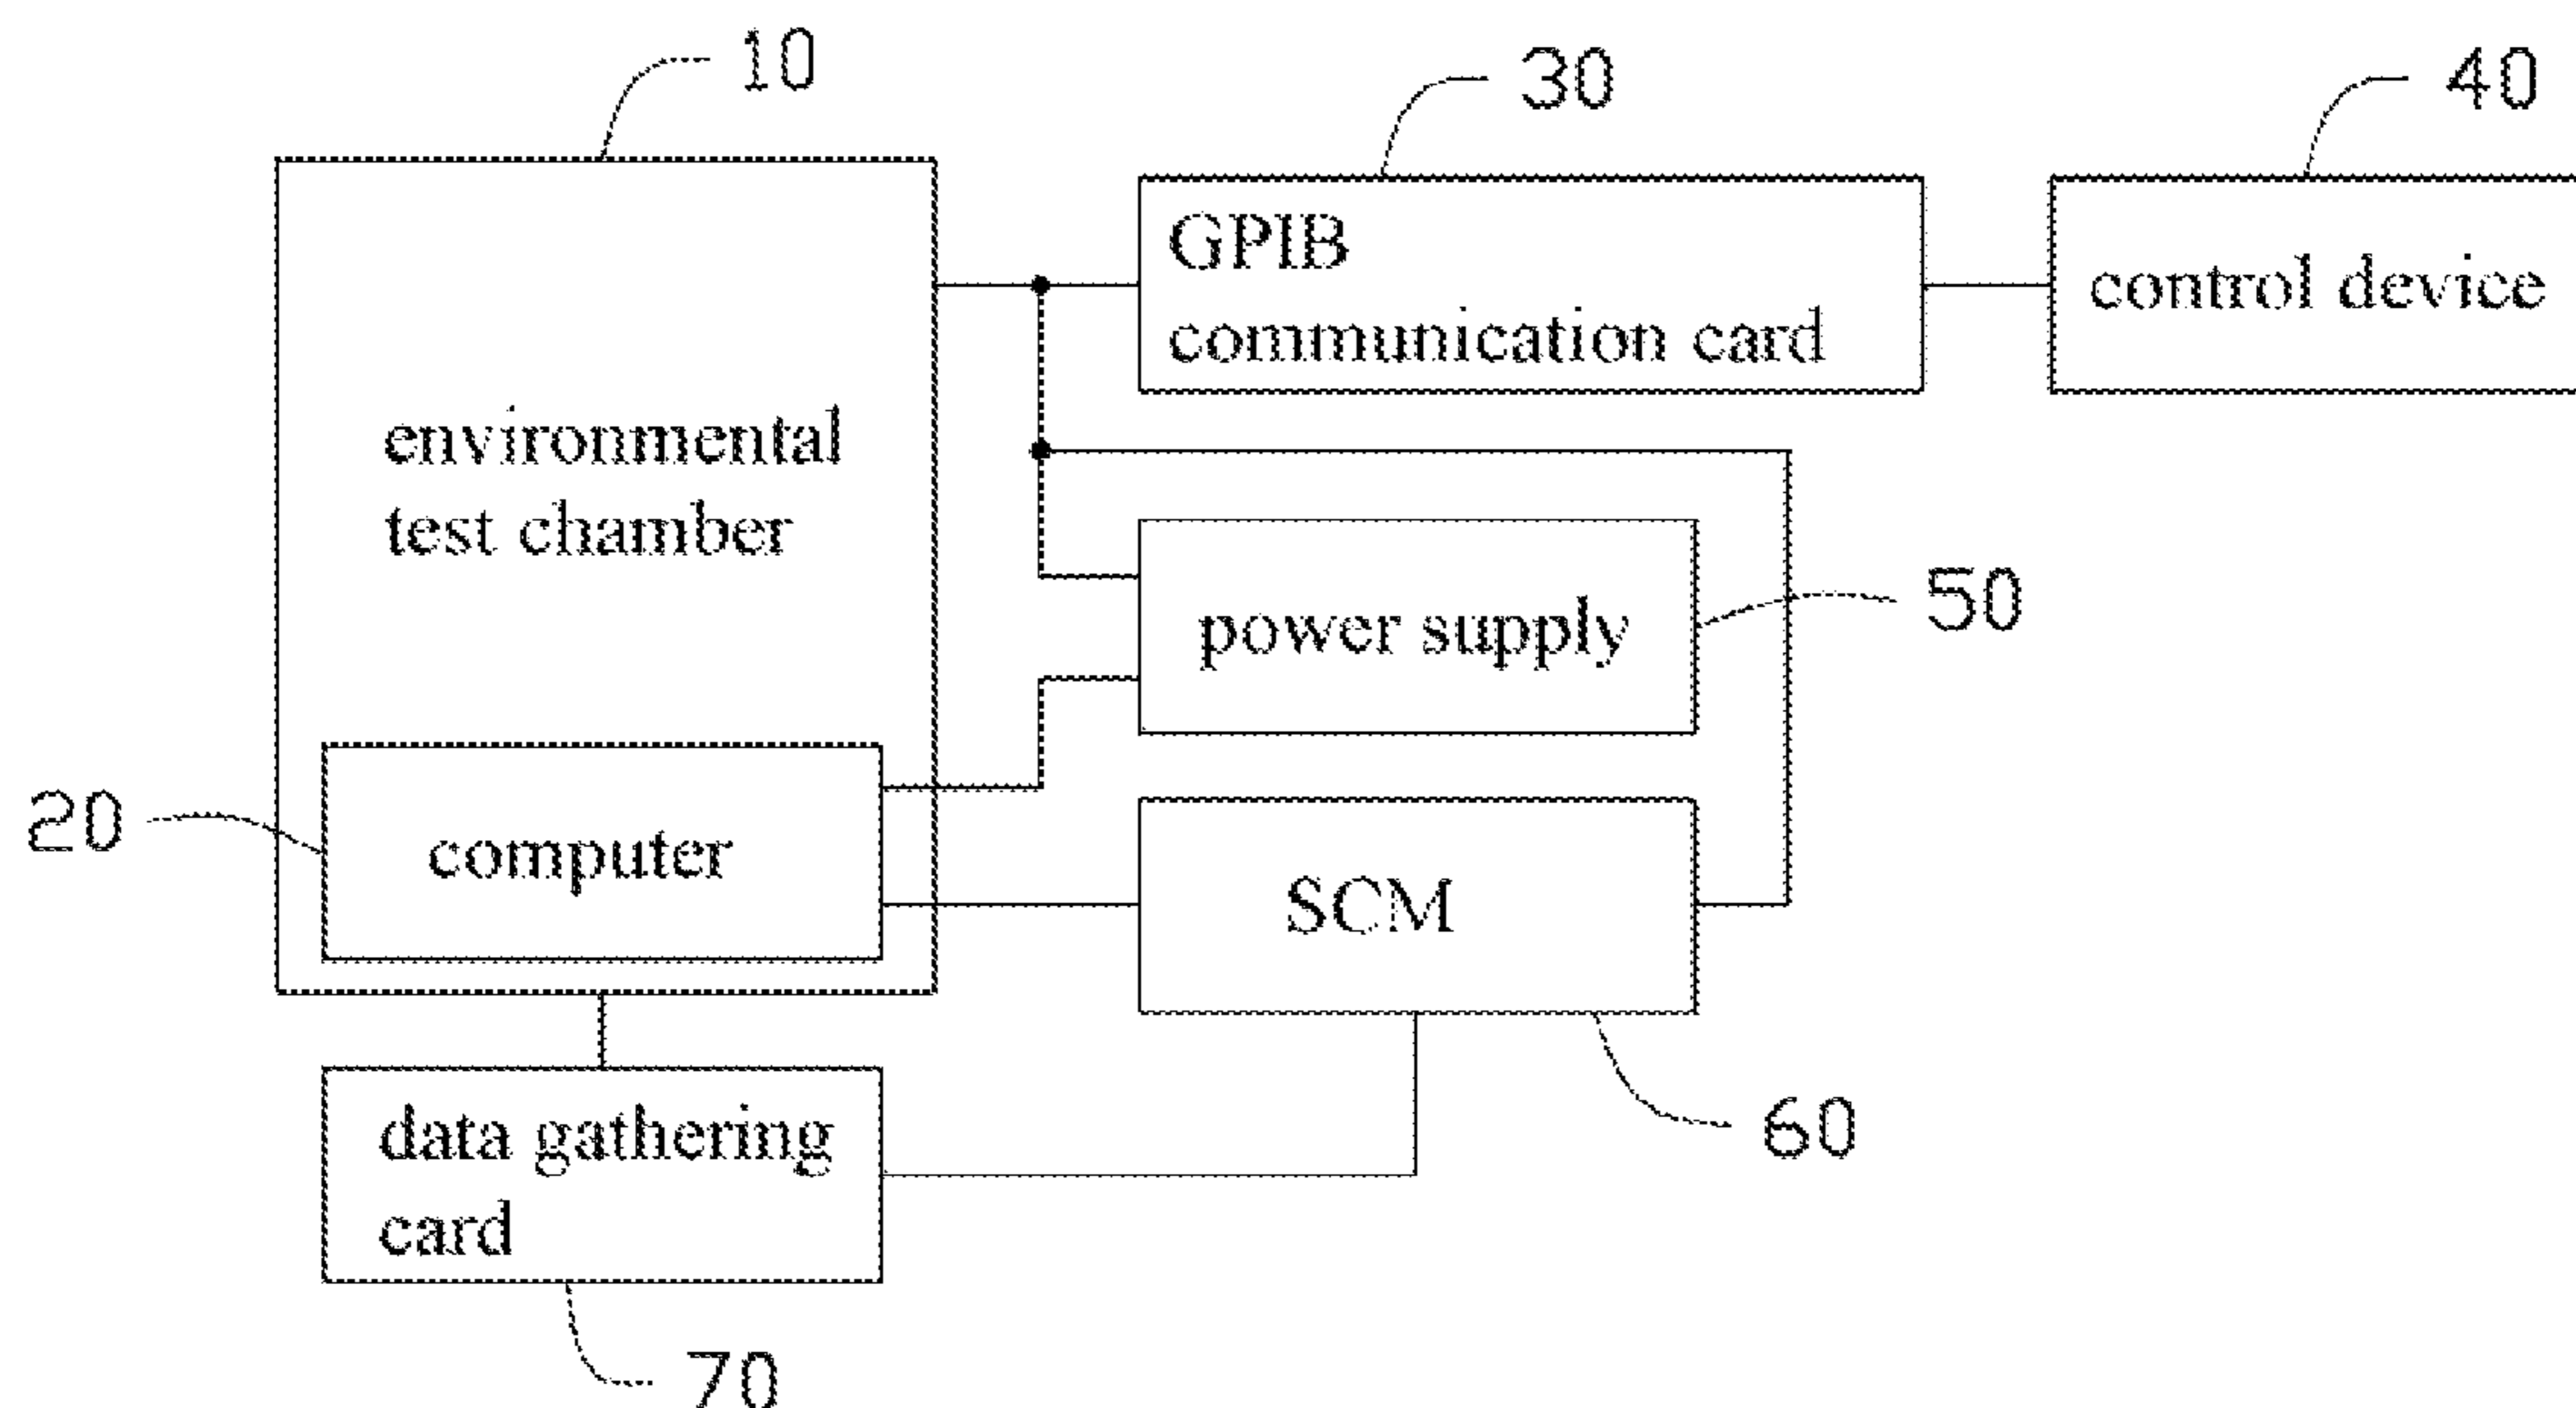 10
30
40
GPIB
communication card
control device
environmental
test chamber
50
power supply
20
computer
SCM
60
data gathering
card
70